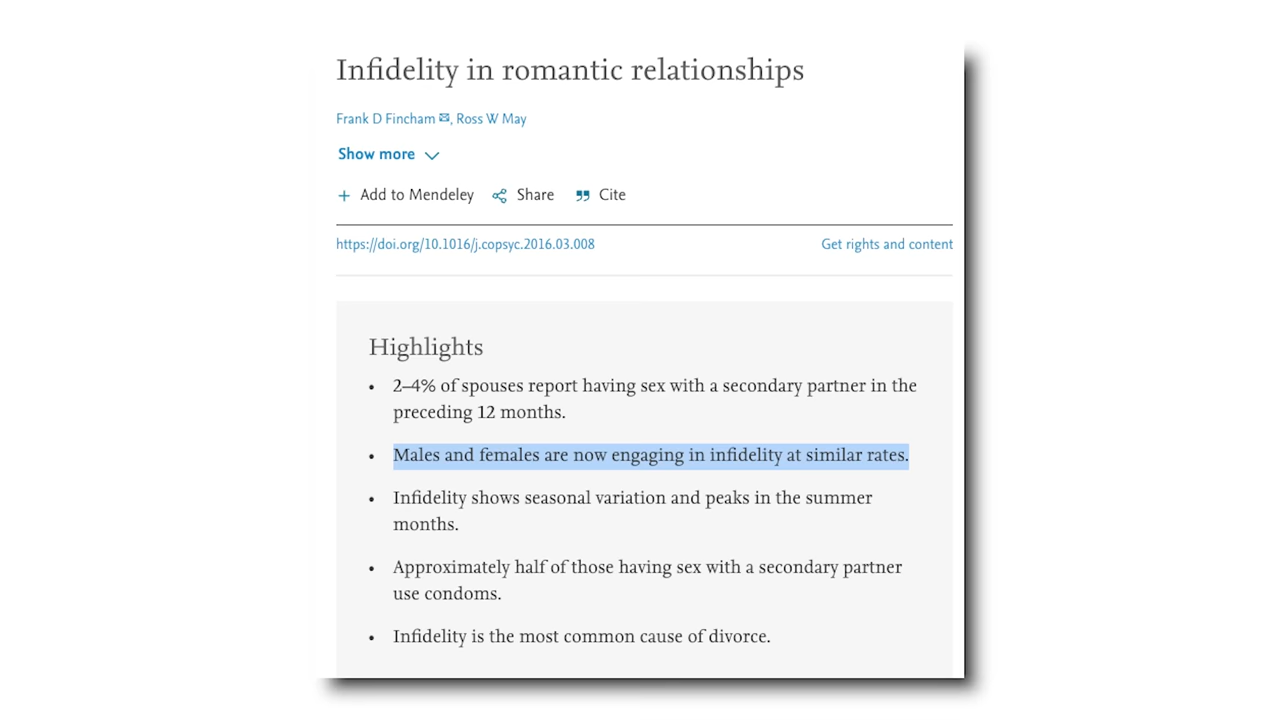 Infidelity in romantic relationships
Frank D Fincham ✉, Ross W May
Show more
+ Add to Mendeley Share Cite
https://doi.org/10.1016/j.copsyc.2016.03.008 Get rights and content
Highlights
• 2–4% of spouses report having sex with a secondary partner in the
preceding 12 months.
• Males and females are now engaging in infidelity at similar rates.
• Infidelity shows seasonal variation and peaks in the summer
months.
• Approximately half of those having sex with a secondary partner
use condoms.
• Infidelity is the most common cause of divorce.